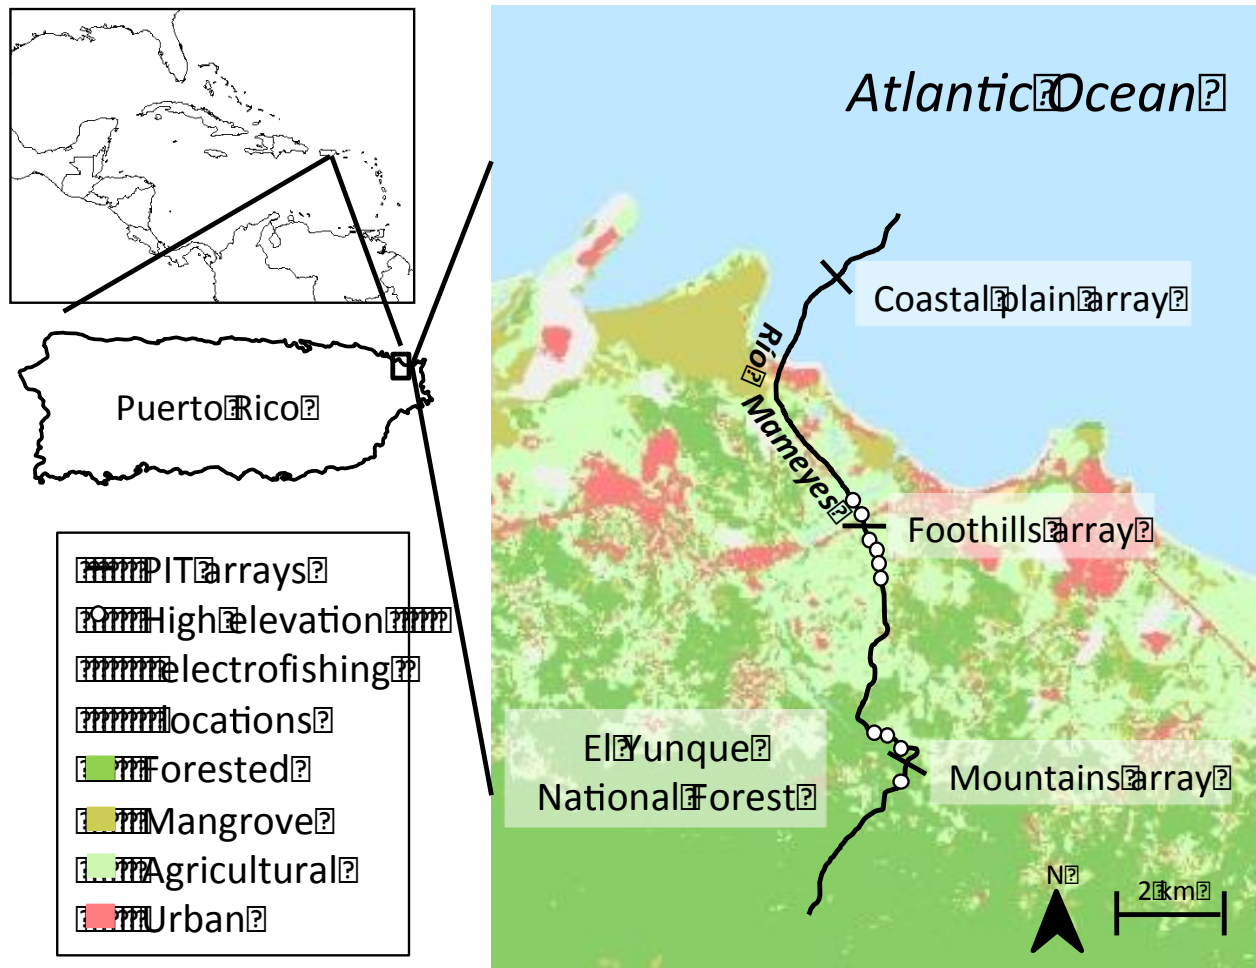 Atlantic Ocean
Coastal plain array
Río
Mameyes
Puerto Rico
Foothills array
PIT arrays
High elevation
electrofishing
locations
Forested
Mangrove
Agricultural
Urban
El Yunque
National Forest
Mountains array
N
2 km